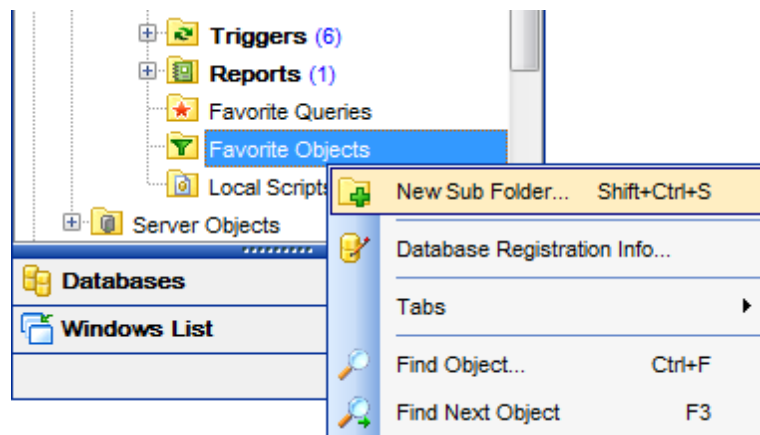 Triggers (6)
Reports (1)
Favorite Queries
Favorite Objects
Local Scripts
Server Objects
Databases
Windows List
New Sub Folder... Shift+Ctrl+S
Database Registration Info...
Tabs
Find Object... Ctrl+F
Find Next Object F3